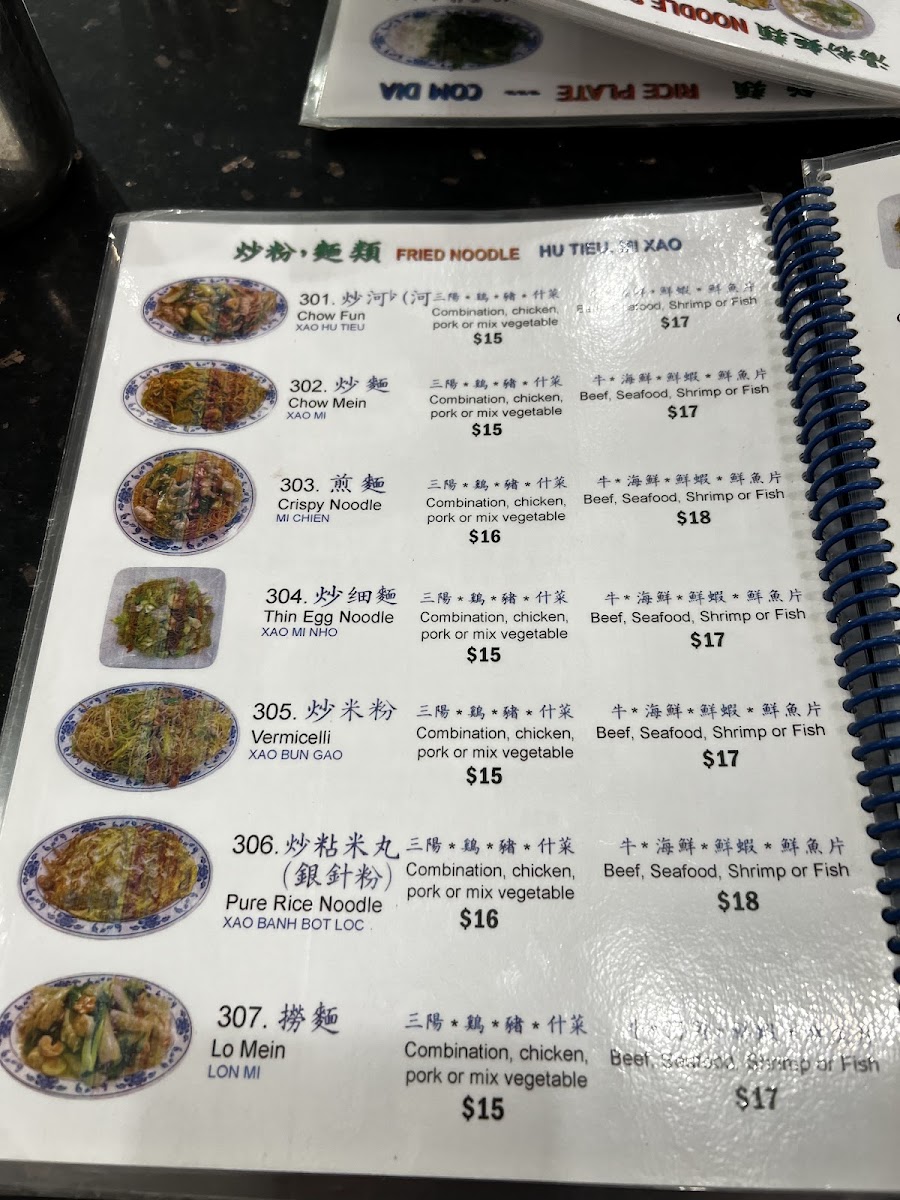 湯粉麵類 NOODLE
RICE PLATE --- COM DIA
炒粉,麵類 FRIED NOODLE HU TIEU, MI XAO
301. 炒河
Chow Fun
XAO HU TIEU
三陽*鷄*豬*什菜
Combination, chicken,
pork or mix vegetable
$15
*鮮蝦*鮮魚片
Shrimp or Fish
$17
302. 炒麵
Chow Mein
XAO MI
三陽*鷄*豬*什菜
Combination, chicken,
pork or mix vegetable
$15
牛*海鮮*鮮蝦*鮮魚片
Beef, Seafood, Shrimp or Fish
$17
303. 煎麵
Crispy Noodle
MI CHIEN
三陽*鷄*豬*什菜
Combination, chicken,
pork or mix vegetable
$16
牛*海鮮*鮮蝦*鮮魚片
Beef, Seafood, Shrimp or Fish
$18
304. 炒细麵
Thin Egg Noodle
XAO MI NHO
三陽*鷄*豬*什菜
Combination, chicken,
pork or mix vegetable
$15
牛*海鮮*鮮蝦*鮮魚片
Beef, Seafood, Shrimp or Fish
$17
305. 炒米粉
Vermicelli
XAO BUN GAO
三陽*鷄*豬*什菜
Combination, chicken,
pork or mix vegetable
$15
牛*海鮮*鮮蝦*鮮魚片
Beef, Seafood, Shrimp or Fish
$17
306. 炒粘米丸
(銀針粉)
Pure Rice Noodle
XAO BANH BOT LOC
三陽*鷄*豬*什菜
Combination, chicken,
pork or mix vegetable
$16
牛*海鮮*鮮蝦*鮮魚片
Beef, Seafood, Shrimp or Fish
$18
307. 撈麵
Lo Mein
LON MI
三陽*鷄*豬*什菜
Combination, chicken,
pork or mix vegetable
$15
Beef, Seafood, Shrimp or Fish
$17